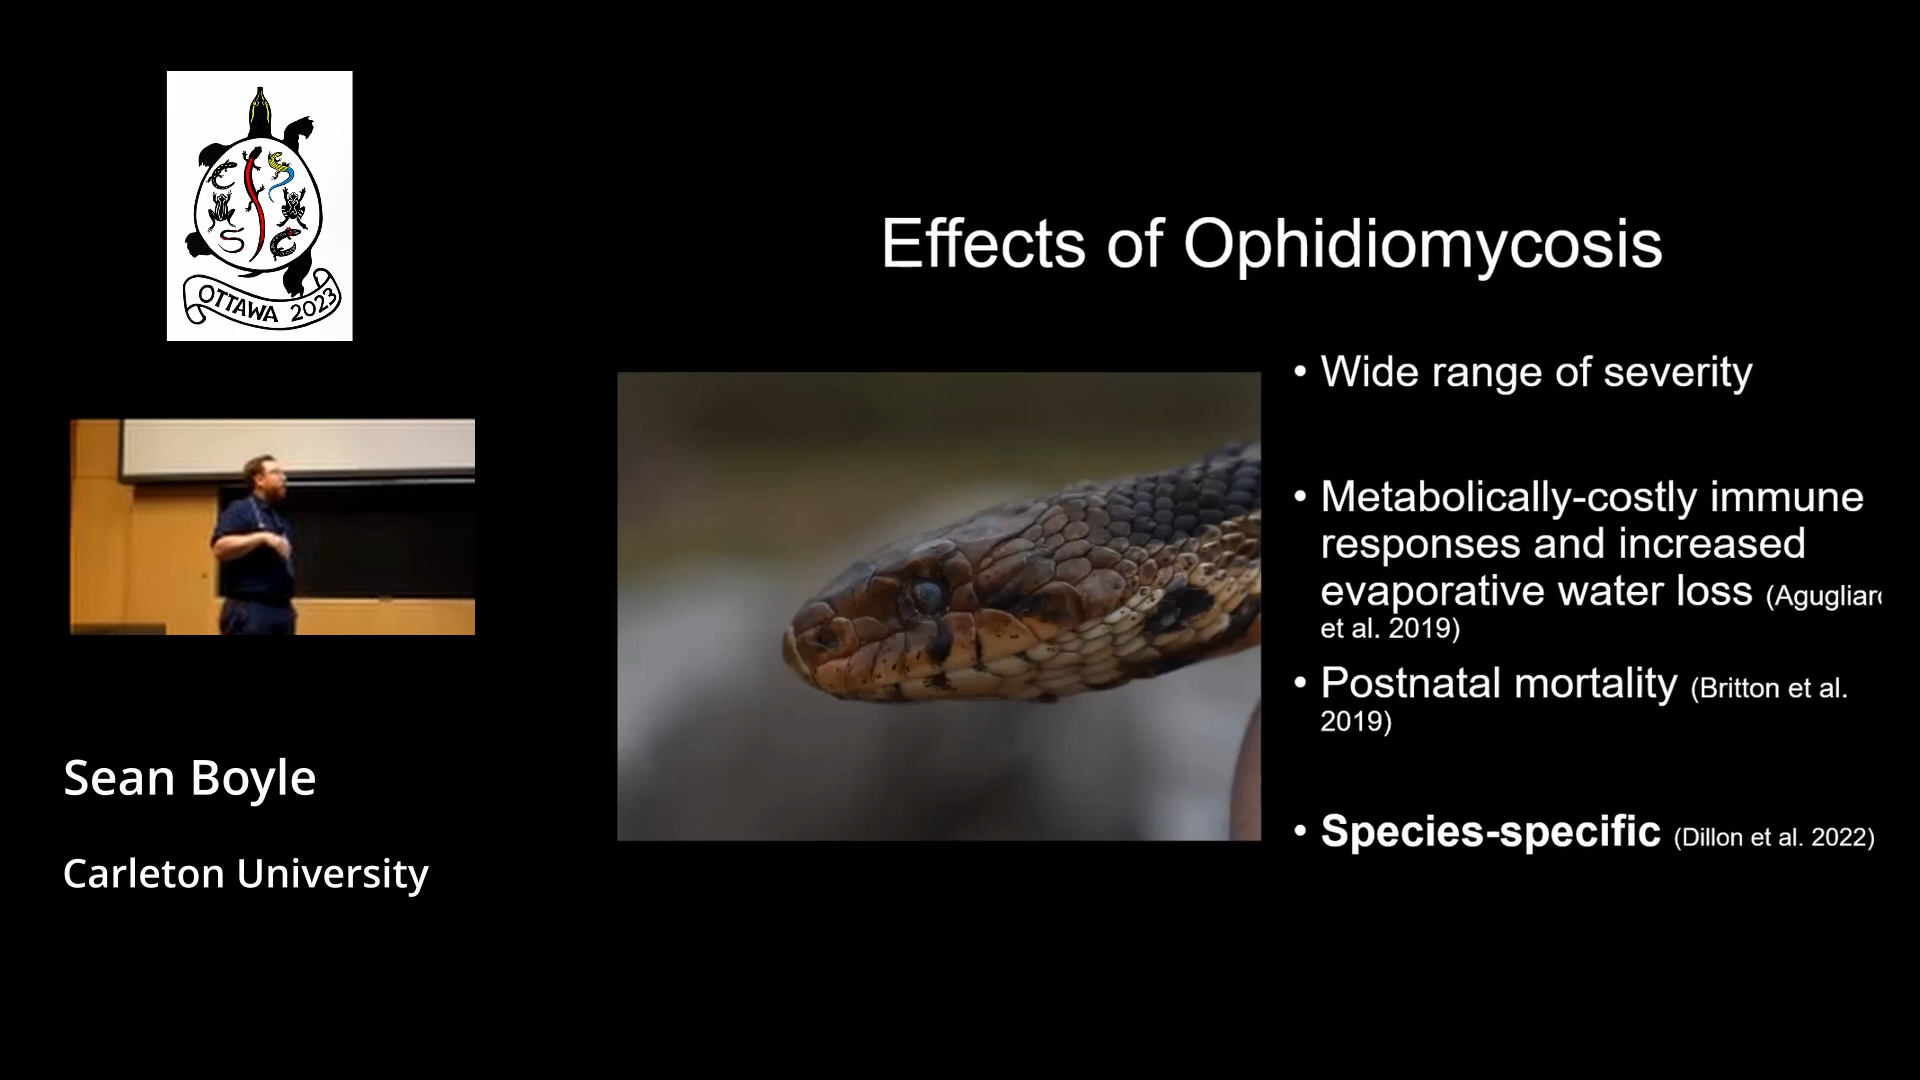 OTTAWA 2023
Effects of Ophidiomycosis
• Wide range of severity
• Metabolically-costly immune
responses and increased
evaporative water loss (Agugliaro
et al. 2019)
• Postnatal mortality (Britton et al.
2019)
• Species-specific (Dillon et al. 2022)
Sean Boyle
Carleton University